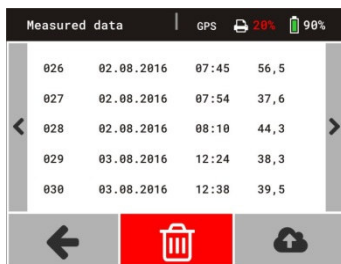 Measured data | GPS 20% 90%
026 02.08.2016 07:45 56,5
027 02.08.2016 07:54 37,6
028 02.08.2016 08:10 44,3
029 03.08.2016 12:24 38,3
030 03.08.2016 12:38 39,5